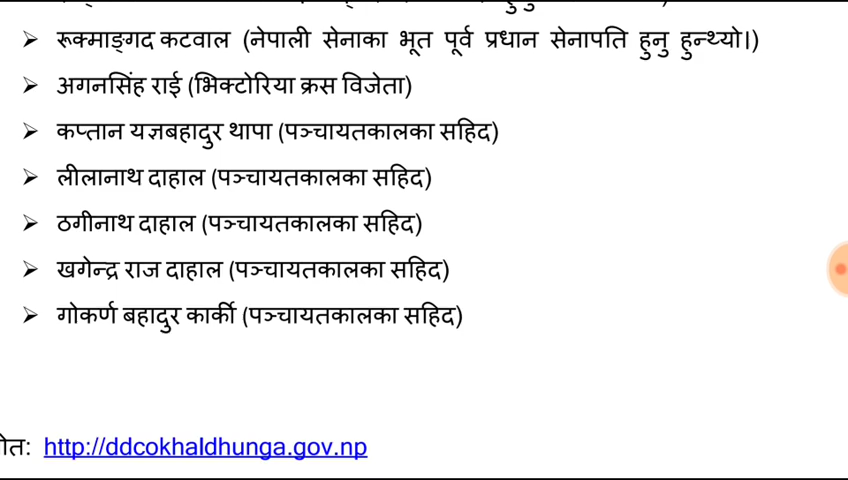 ➢ रूक्माङ्गद कटवाल (नेपाली सेनाका भूत पूर्व प्रधान सेनापति हुनु हुन्थ्यो।)
➢ अगनसिंह राई (भिक्टोरिया क्रस विजेता)
➢ कप्तान यज्ञबहादुर थापा (पञ्चायतकालका सहिद)
➢ लीलानाथ दाहाल (पञ्चायतकालका सहिद)
➢ ठगीनाथ दाहाल (पञ्चायतकालका सहिद)
➢ खगेन्द्र राज दाहाल (पञ्चायतकालका सहिद)
➢ गोकर्ण बहादुर कार्की (पञ्चायतकालका सहिद)
http://ddcokhaldhunga.gov.np